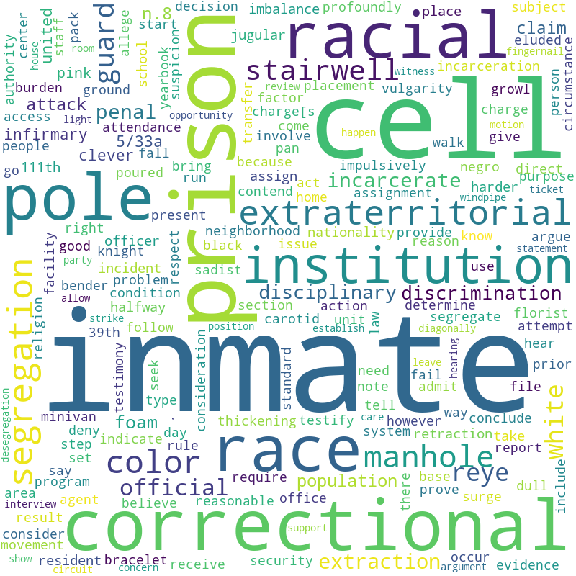 authority
center
house
room
united
staff
pack
allege
pink
yearbook
school
start
decision
n.8
imbalance
profoundly
jugular
place
subject
eluded
fingernail
claim
circumstance
racial
guard
suspicion
opportunity
transfer
review
placement
incarceration
witness
stairwell
growl
person
burden
ground
light
attack
penal
access
attendance
infirmary
5/33a
people
clever
fall
go
111th
poured
prison
factor
vulgarity
charge[s
charge
cell
happen
motion
come
walk
give
involve
impulsively
because
pan
negro
direct
purpose
assign
incarcerate
harder
ticket
bring
run
act
home
assignment
contend
windpipe
statement
pole
present
right
officer
respect
neighborhood
nationality
provide
argue
extraterritorial
good
knight
black
issue
reason
know
party
facility
problem
incident
sadist
institution
use
allow
bender
condition
section
action
determine
florist
segregation
religion
halfway
strike
position
disciplinary
discrimination
unit
carotid
law
segregate
attempt
39th
follow
consideration
standard
establish
diagonally
hear
prior
inmate
testimony
type
seek
need
note
fail
leave
admit
hearing
file
desegregation
minivan
foam
.
thickening
testify
care
tell
way
conclude
White
deny
day
race
system
however
retraction
take
step
indicate
color
manhole
set
rule
require
population
base
reye
report
say
program
official
there
prove
surge
dull
include
area
agent
believe
reasonable
office
interview
result
consider
movement
correctional
show
resident
bracelet
receive
support
security
extraction
occur
circuit
concern
argument
evidence